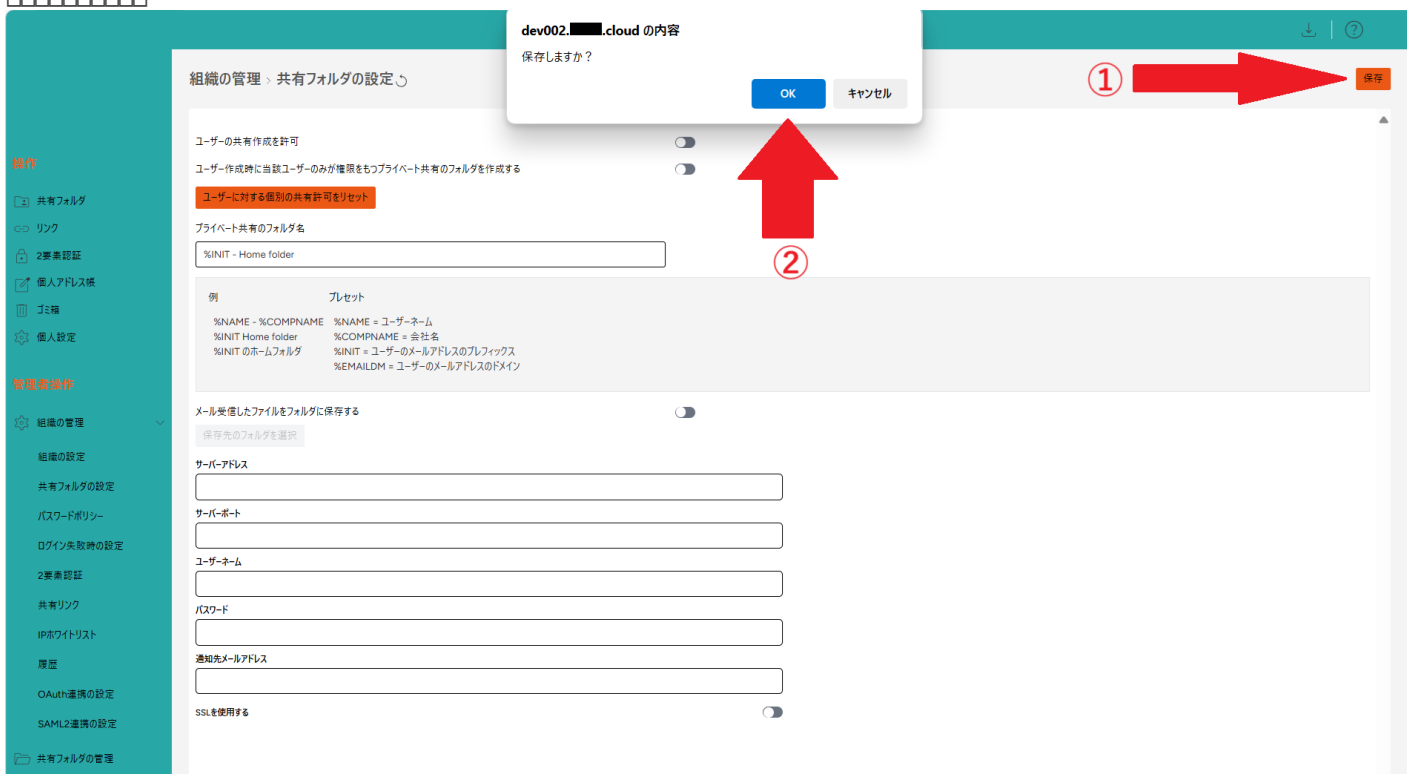 dev002.
.cloud の内容
保存しますか？
OK
キャンセル
?
組織の管理 > 共有フォルダの設定
①
保存
ユーザーの共有作成を許可
ユーザー作成時に当該ユーザーのみが権限をもつプライベート共有のフォルダを作成する
ユーザーに対する個別の共有許可をリセット
プライベート共有のフォルダ名
②
%INIT - Home folder
例
プレセット
%NAME - %COMPNAME
%NAME = ユーザーネーム
%INIT Home folder
%COMPNAME = 会社名
%INIT のホームフォルダ
%INIT = ユーザーのメールアドレスのプレフィックス
%EMAILDM = ユーザーのメールアドレスのドメイン
メール受信したファイルをフォルダに保存する
保存先のフォルダを選択
サーバーアドレス
サーバーポート
ユーザーネーム
パスワード
通知先メールアドレス
SSLを使用する
操作
共有フォルダ
リンク
2要素認証
個人アドレス帳
ゴミ箱
個人設定
管理者操作
組織の管理
組織の設定
共有フォルダの設定
パスワードポリシー
ログイン失敗時の設定
2要素認証
共有リンク
IPホワイトリスト
履歴
OAuth連携の設定
SAML2連携の設定
共有フォルダの管理